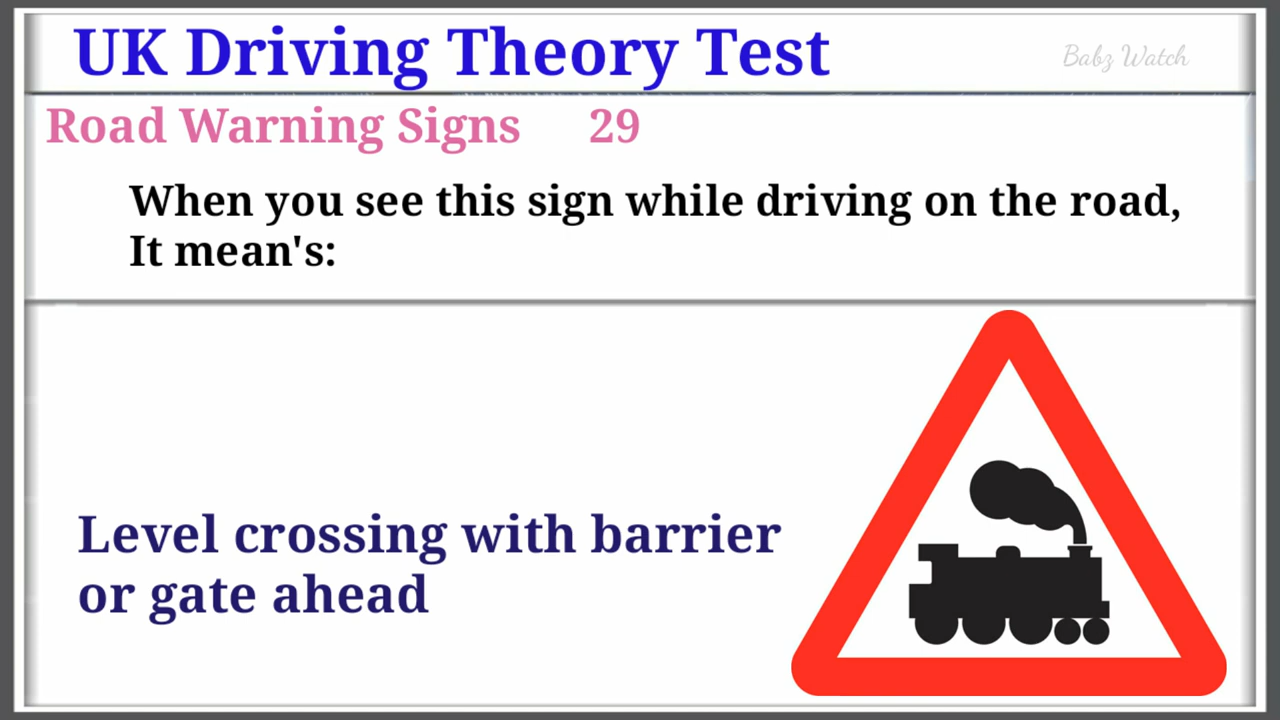 UK Driving Theory Test
Babz Watch
Road Warning Signs 29
When you see this sign while driving on the road,
It mean's:
Level crossing with barrier
or gate ahead